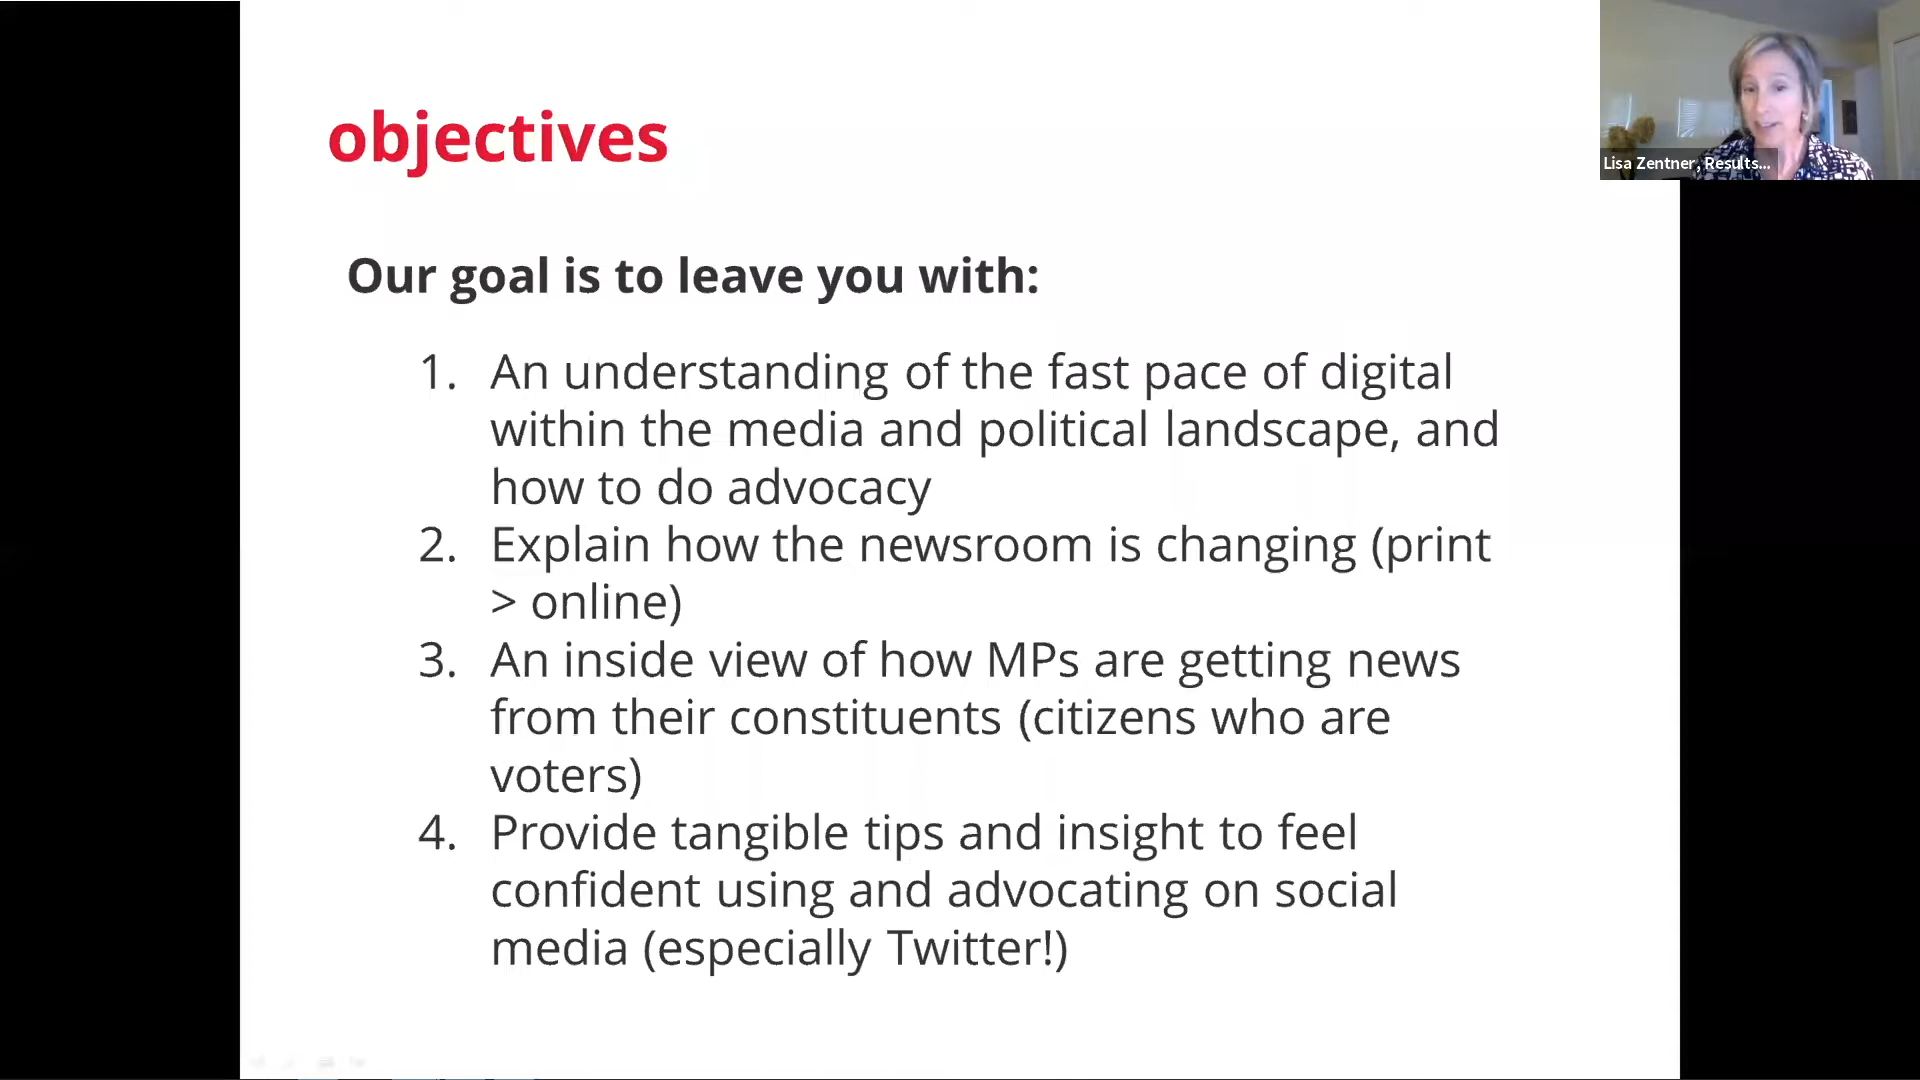 objectives
Lisa Zentner, Results...
Our goal is to leave you with:
1. An understanding of the fast pace of digital
within the media and political landscape, and
how to do advocacy
2. Explain how the newsroom is changing (print
> online)
3. An inside view of how MPs are getting news
from their constituents (citizens who are
voters)
4. Provide tangible tips and insight to feel
confident using and advocating on social
media (especially Twitter!)